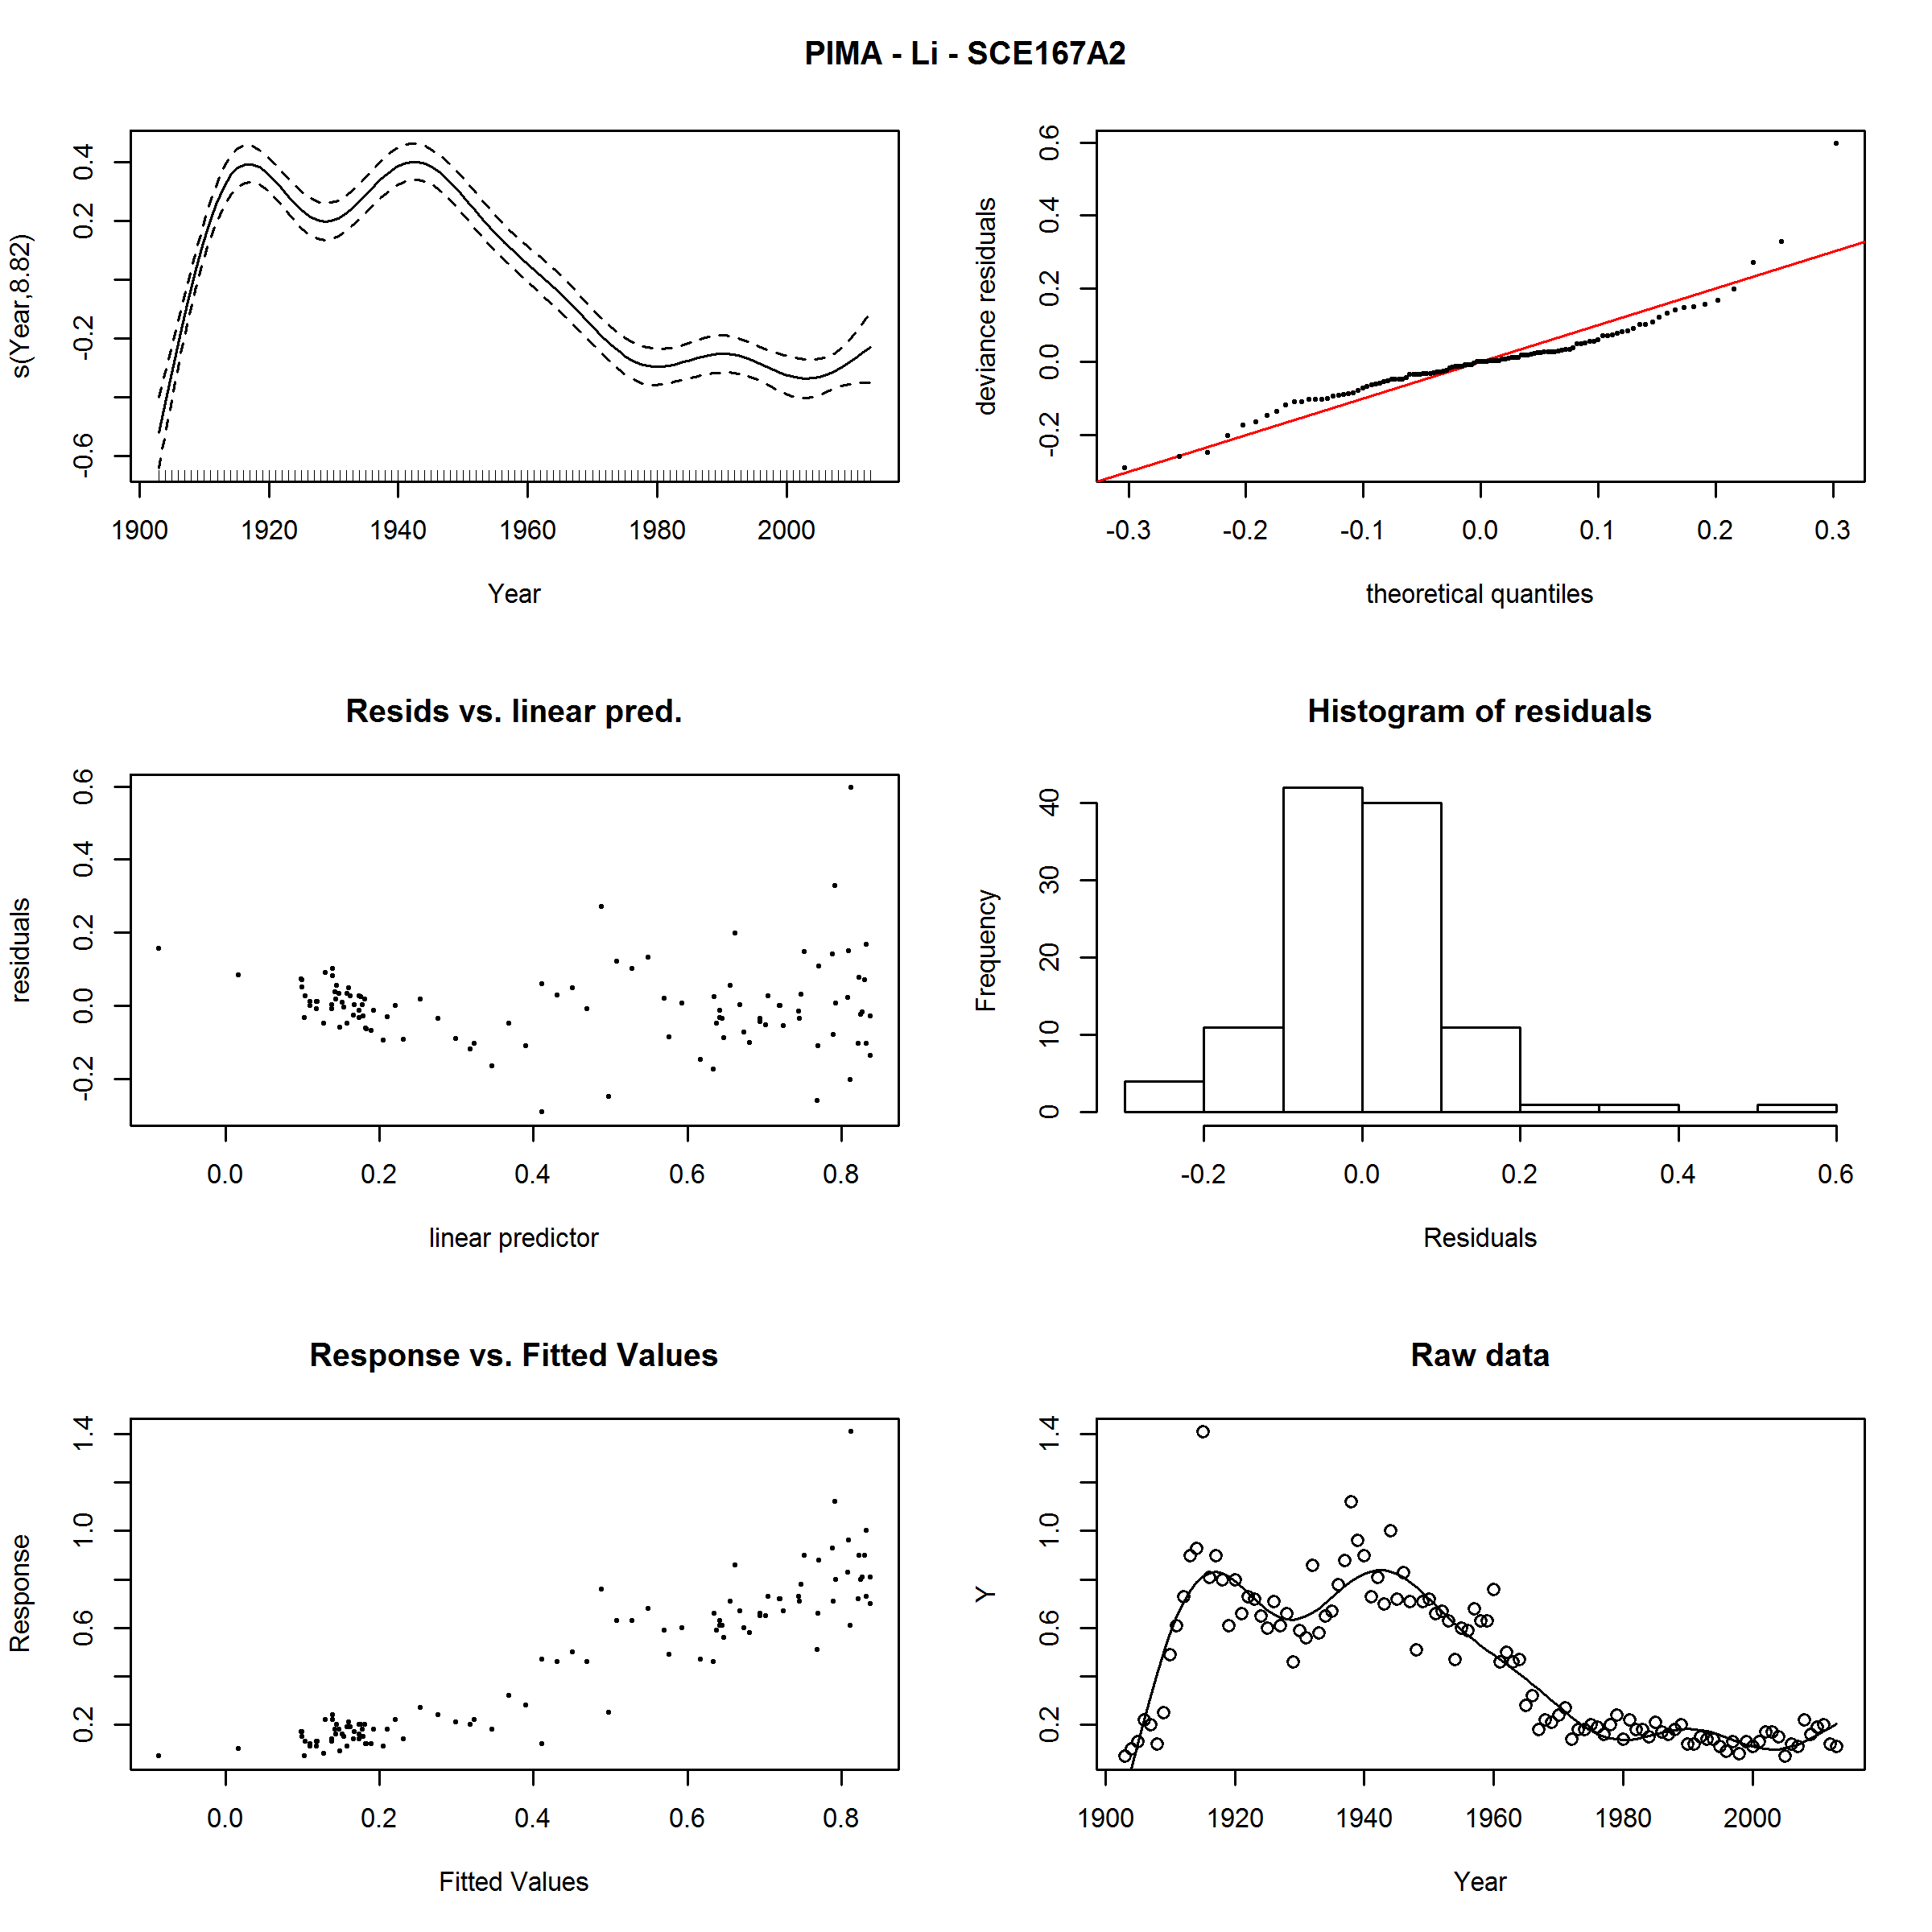 PIMA - Li - SCE167A2
s(Year,8.82)
-0.6 -0.2 0.2 0.4
1900 1920 1940 1960 1980 2000
Year
deviance residuals
-0.2 0.0 0.2 0.4 0.6
-0.3 -0.2 -0.1 0.0 0.1 0.2 0.3
theoretical quantiles
Resids vs. linear pred.
residuals
-0.2 0.0 0.2 0.4 0.6
0.0 0.2 0.4 0.6 0.8
linear predictor
Histogram of residuals
Frequency
0 10 20 30 40
-0.2 0.0 0.2 0.4 0.6
Residuals
Response vs. Fitted Values
Response
0.2 0.6 1.0 1.4
0.0 0.2 0.4 0.6 0.8
Fitted Values
Raw data
Y
0.2 0.6 1.0 1.4
1900 1920 1940 1960 1980 2000
Year